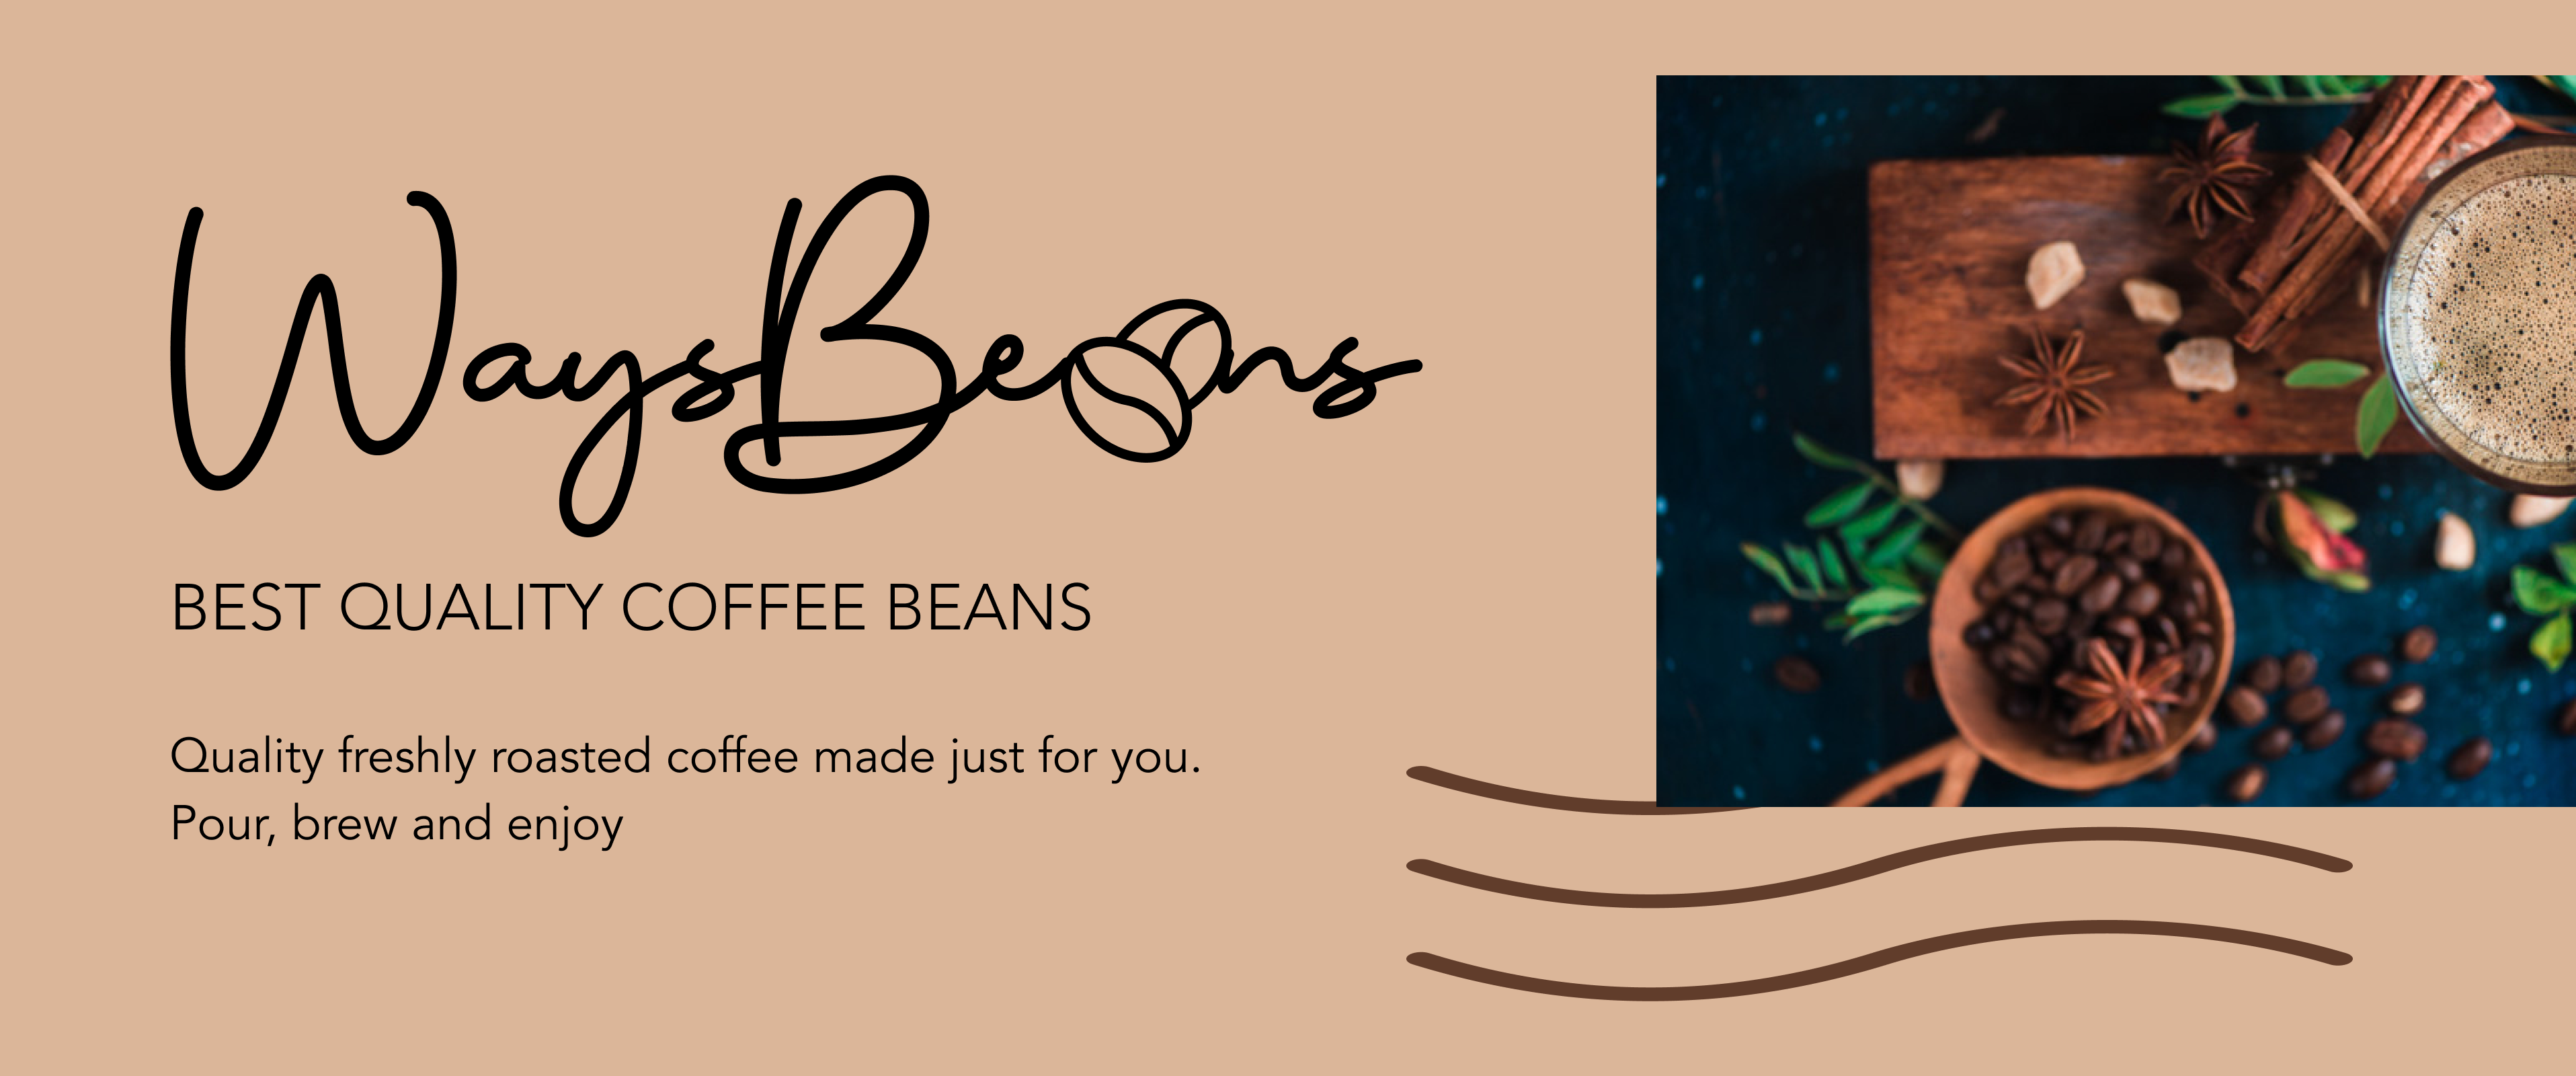 WaysBeans
BEST QUALITY COFFEE BEANS
Quality freshly roasted coffee made just for you.
Pour, brew and enjoy